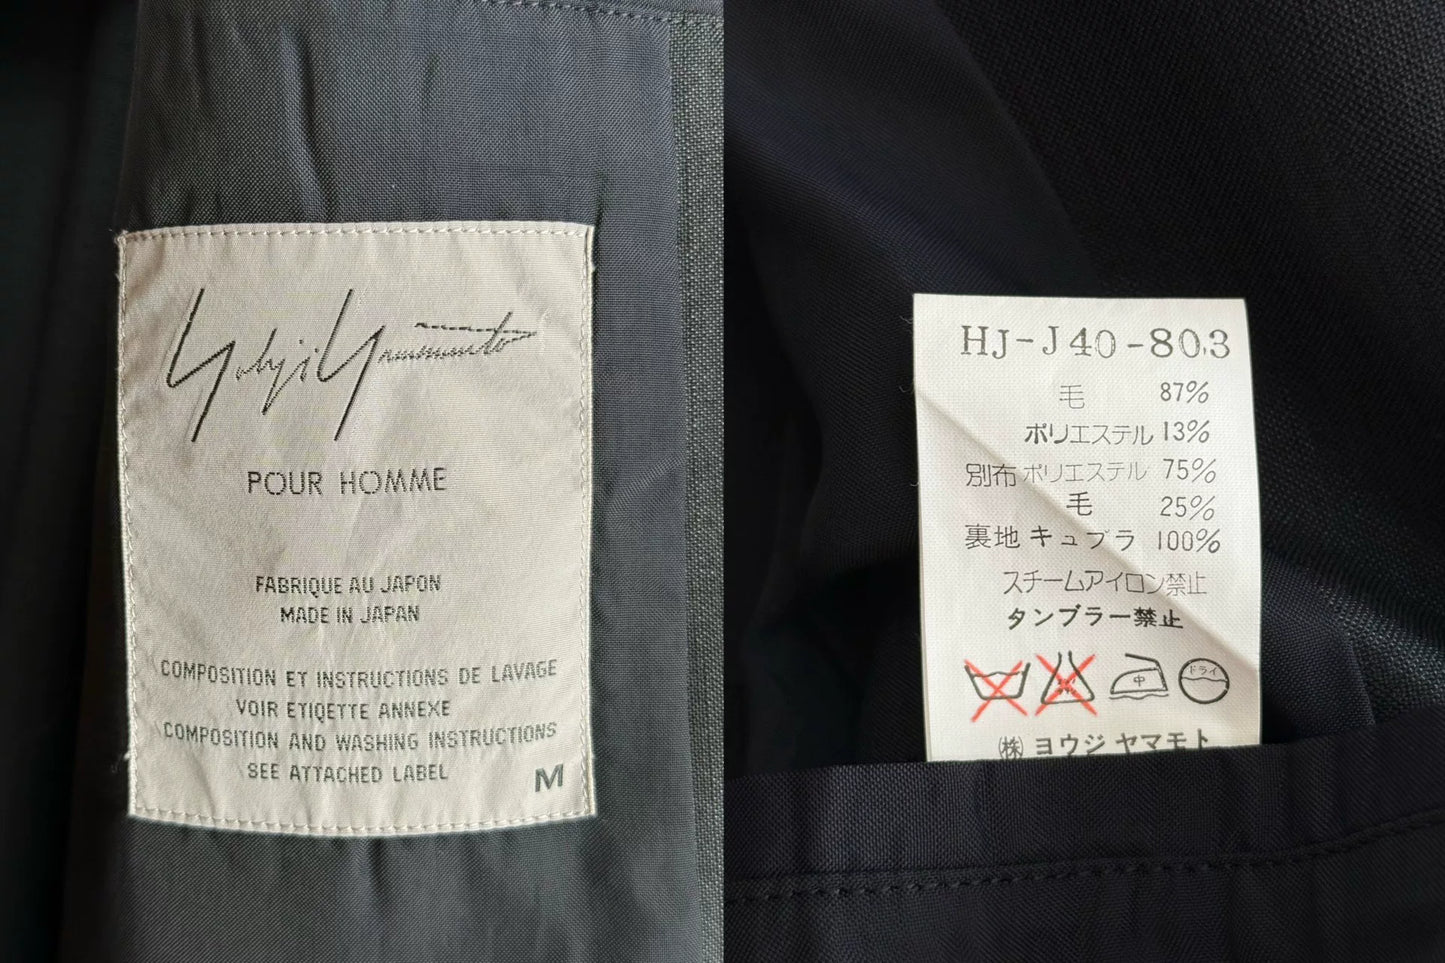 Yohji Yamamoto
POUR HOMME
FABRIQUE AU JAPON
MADE IN JAPAN
COMPOSITION ET INSTRUCTIONS DE LAVAGE
VOIR ETIQETTE ANNEXE
COMPOSITION AND WASHING INSTRUCTIONS
SEE ATTACHED LABEL
M
HJ-J40-803
毛 87%
ポリエステル 13%
別布 ポリエステル 75%
毛 25%
裏地 キュプラ 100%
スチームアイロン禁止
タンブラー禁止
中 ドライ
(株) ヨウジ ヤマモト